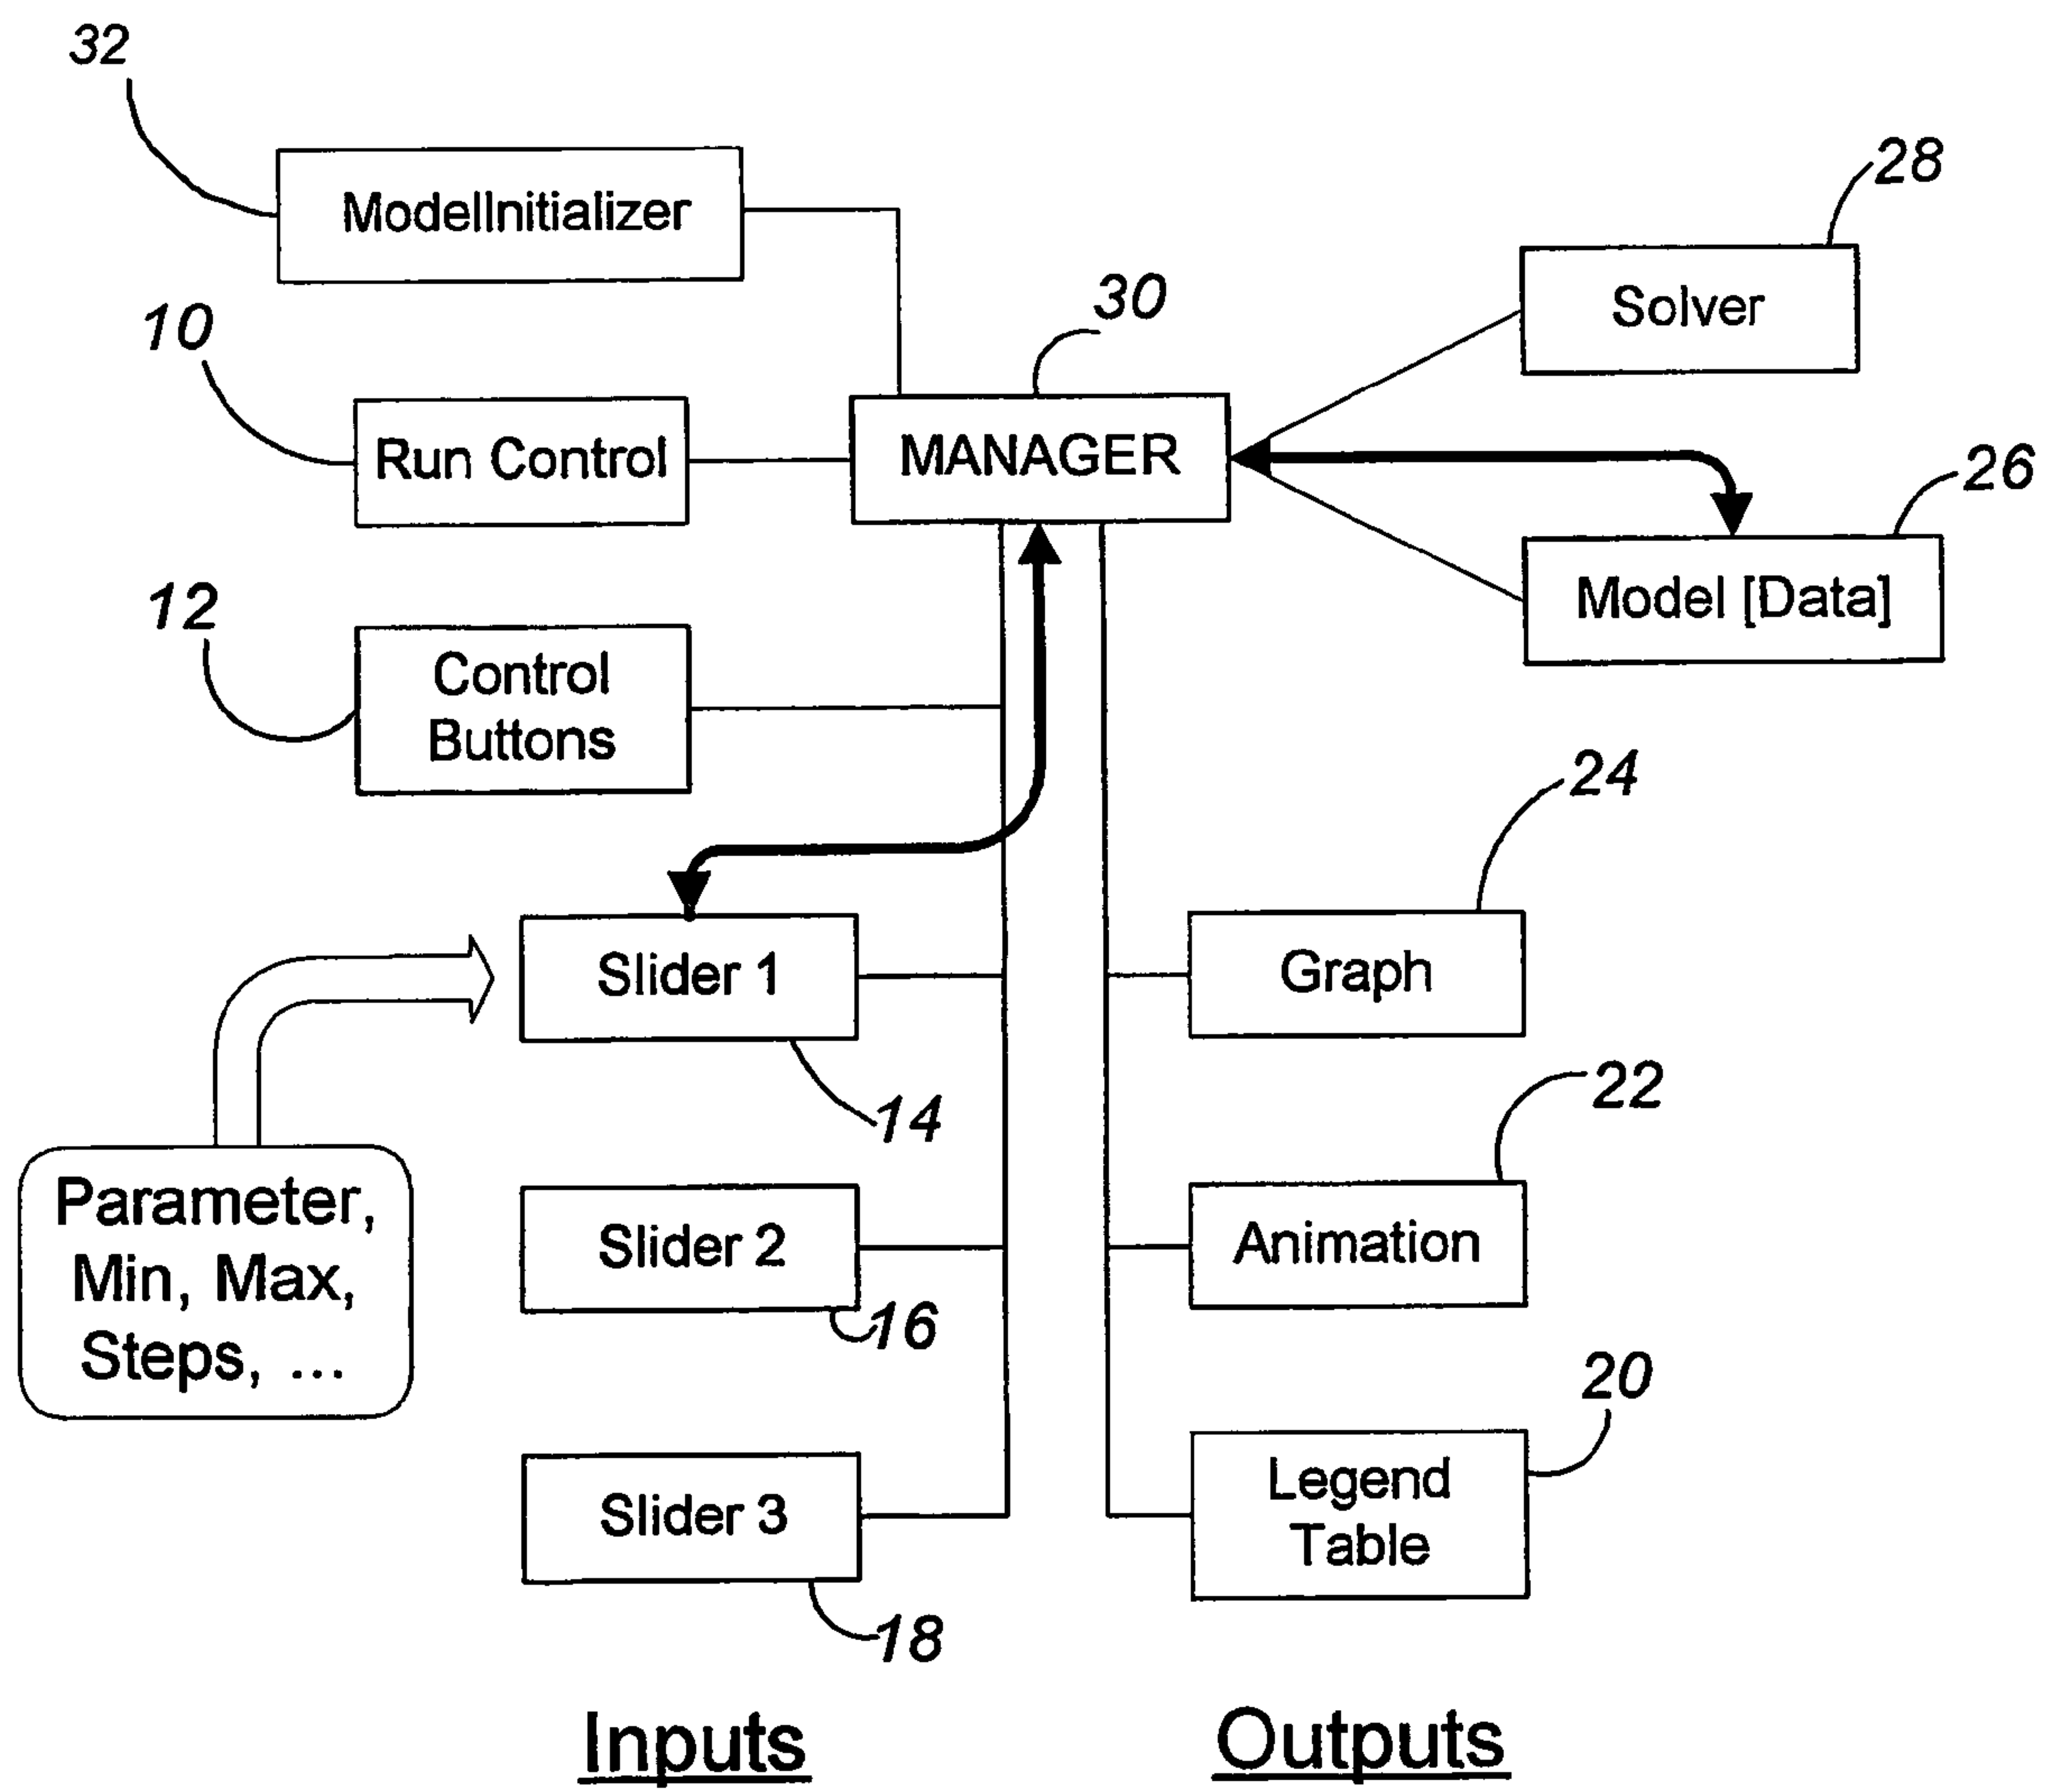 32
ModelInitializer
28
Solver
30
10
Run Control
MANAGER
26
Model [Data]
12
Control
Buttons
24
Slider 1
Graph
14
22
Parameter,
Min, Max,
Steps, ...
Slider 2
Animation
16
20
Slider 3
Legend
Table
18
Inputs
Outputs